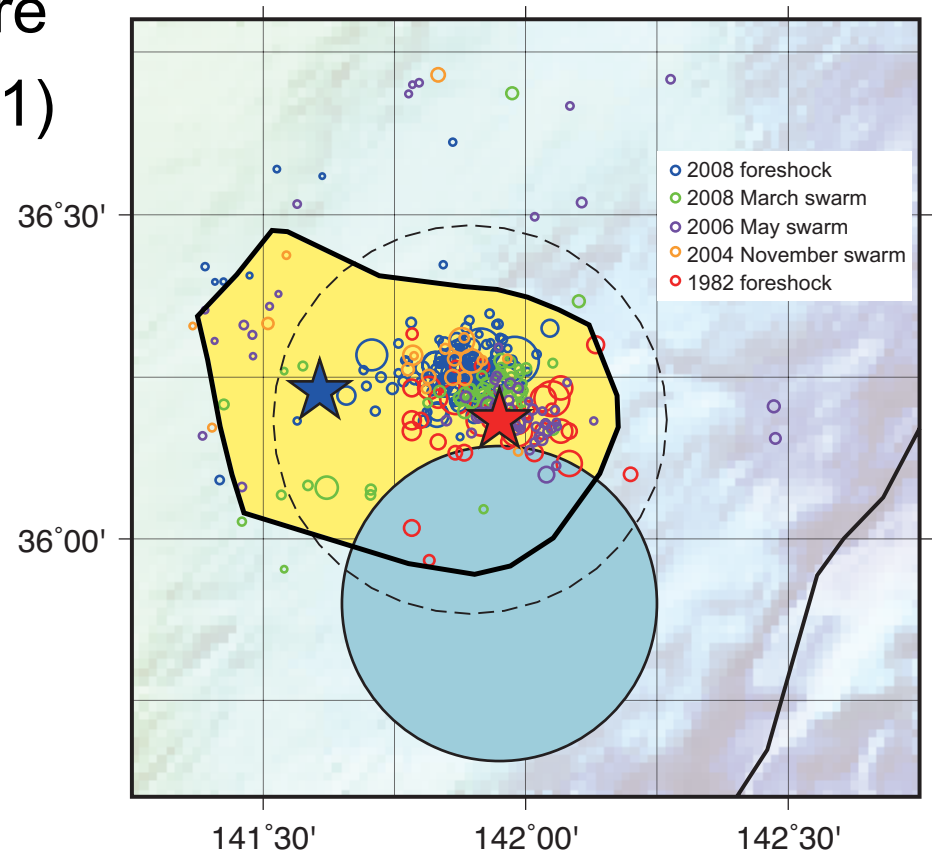 re
1)
2008 foreshock
2008 March swarm
2006 May swarm
2004 November swarm
1982 foreshock
36˚30'
36˚00'
141˚30' 142˚00' 142˚30'